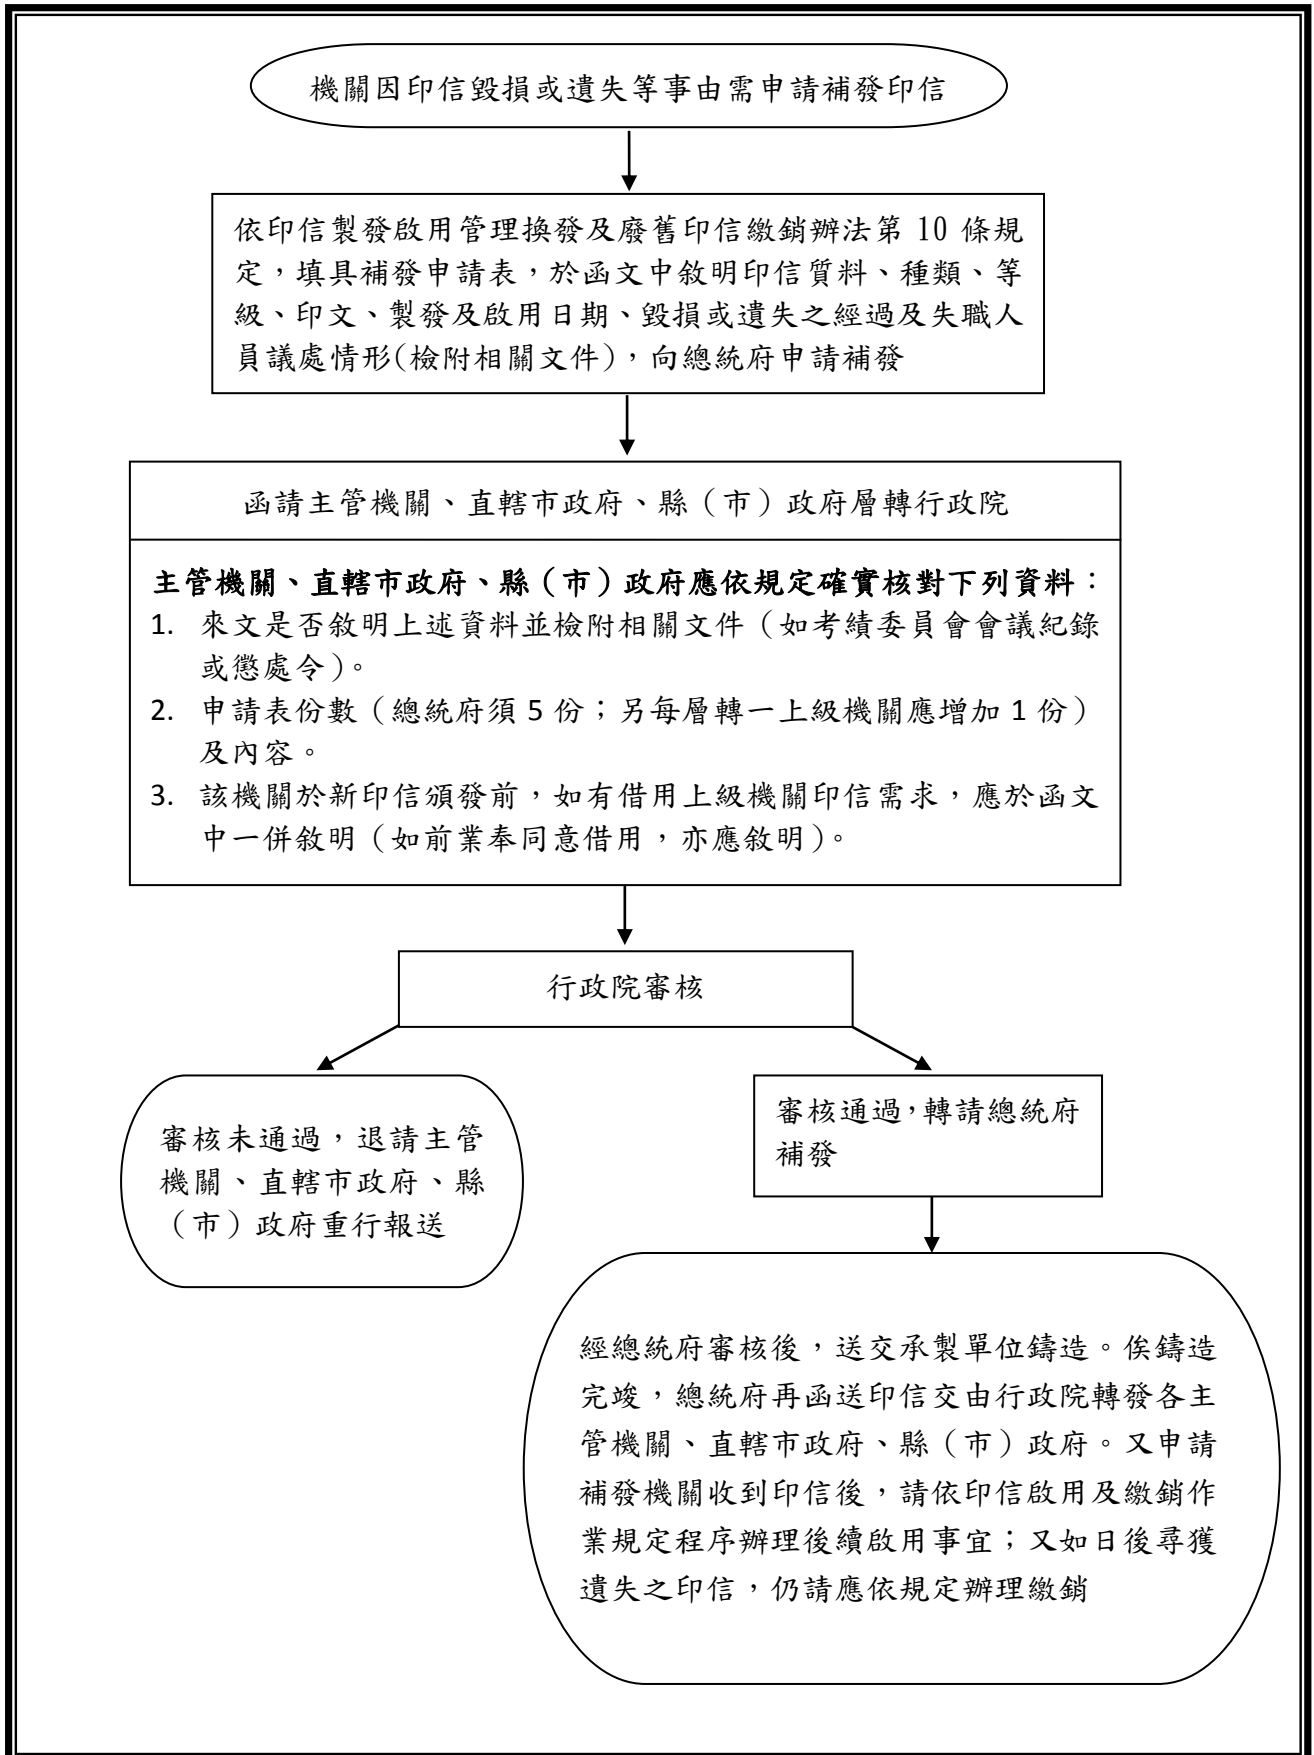 機關因印信毀損或遺失等事由需申請補發印信
依印信製發啟用管理換發及廢舊印信繳銷辦法第 10 條規
定，填具補發申請表，於函文中敘明印信質料、種類、等
級、印文、製發及啟用日期、毀損或遺失之經過及失職人
員議處情形(檢附相關文件)，向總統府申請補發
函請主管機關、直轄市政府、縣（市）政府層轉行政院
主管機關、直轄市政府、縣（市）政府應依規定確實核對下列資料：
1. 來文是否敘明上述資料並檢附相關文件（如考績委員會會議紀錄
或懲處令）。
2. 申請表份數（總統府須 5 份；另每層轉一上級機關應增加 1 份）
及內容。
3. 該機關於新印信頒發前，如有借用上級機關印信需求，應於函文
中一併敘明（如前業奉同意借用，亦應敘明）。
行政院審核
審核未通過，退請主管
機關、直轄市政府、縣
（市）政府重行報送
審核通過，轉請總統府
補發
經總統府審核後，送交承製單位鑄造。俟鑄造
完竣，總統府再函送印信交由行政院轉發各主
管機關、直轄市政府、縣（市）政府。又申請
補發機關收到印信後，請依印信啟用及繳銷作
業規定程序辦理後續啟用事宜；又如日後尋獲
遺失之印信，仍請應依規定辦理繳銷